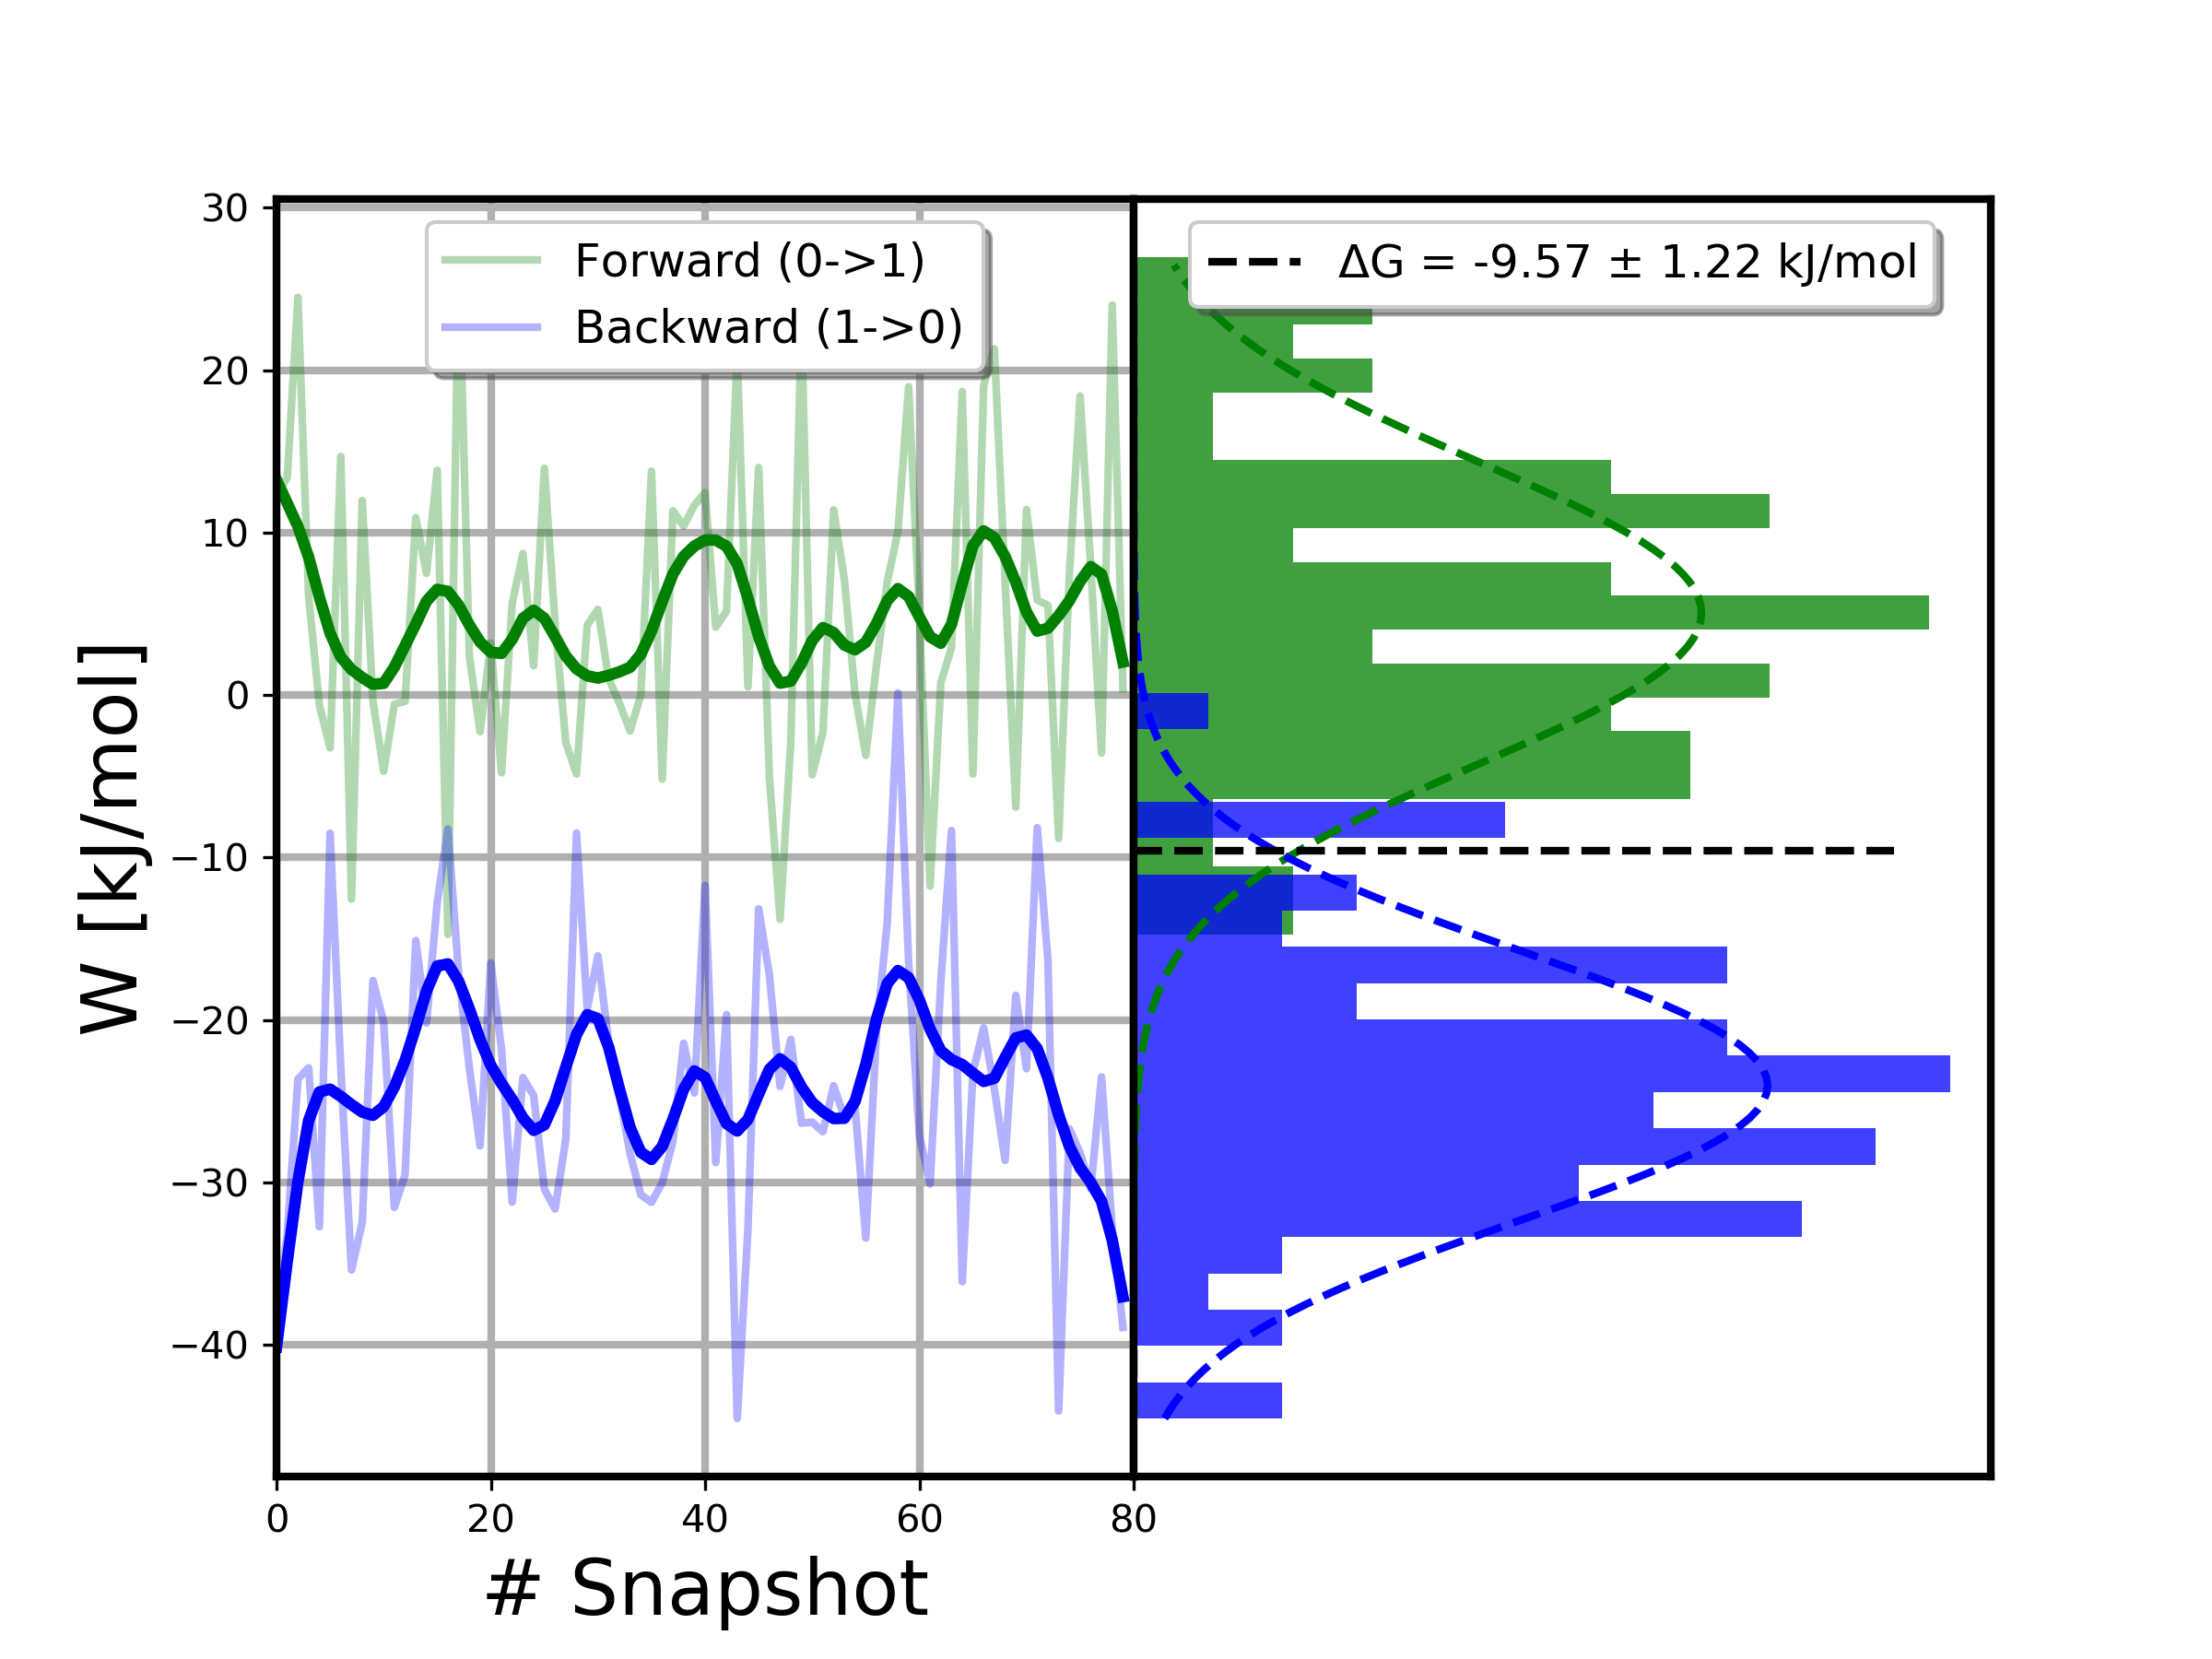 Forward (0->1)
Backward (1->0)
ΔG = -9.57 ± 1.22 kJ/mol
W [kJ/mol]
30
20
10
0
−10
−20
−30
−40
0 20 40 60 80
# Snapshot